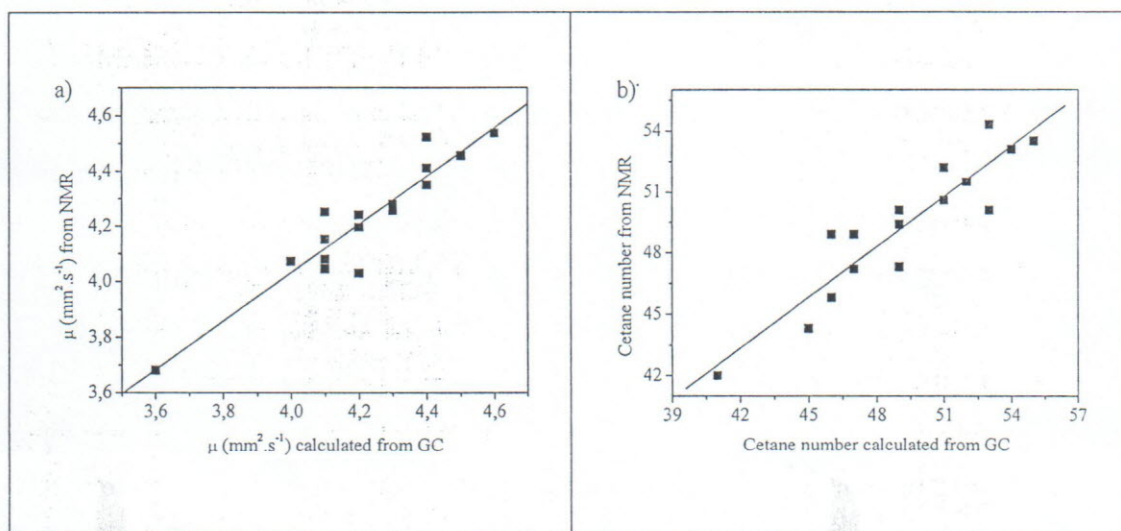 a)
μ (mm².s⁻¹) from NMR
4,6
4,4
4,2
4,0
3,8
3,6
3,6 3,8 4,0 4,2 4,4 4,6
μ (mm².s⁻¹) calculated from GC
b)
Cetane number from NMR
54
51
48
45
42
39 42 45 48 51 54 57
Cetane number calculated from GC